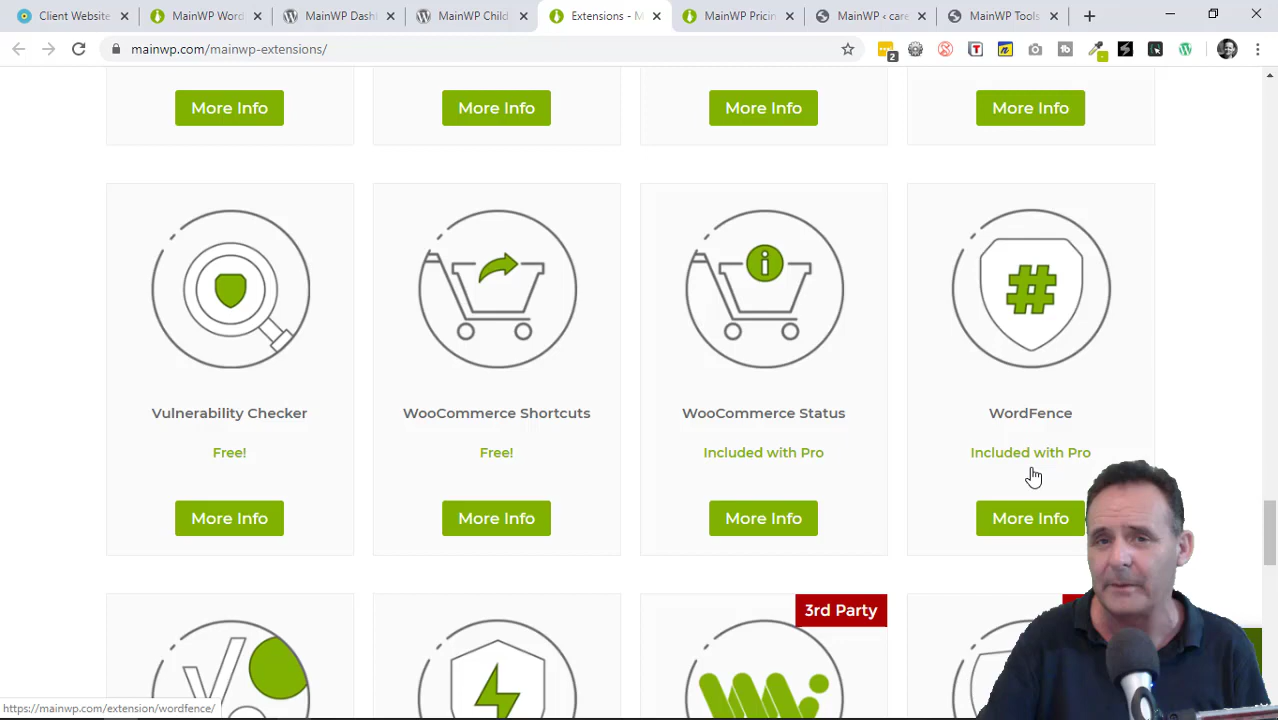 Client Website
MainWP Word
MainWP Dash
MainWP Child
Extensions - M
MainWP Pricin
MainWP < care
MainWP Tools
mainwp.com/mainwp-extensions/
2
More Info
More Info
More Info
More Info
Vulnerability Checker
WooCommerce Shortcuts
WooCommerce Status
WordFence
Free!
Free!
Included with Pro
Included with Pro
More Info
More Info
More Info
More Info
3rd Party
https://mainwp.com/extension/wordfence/